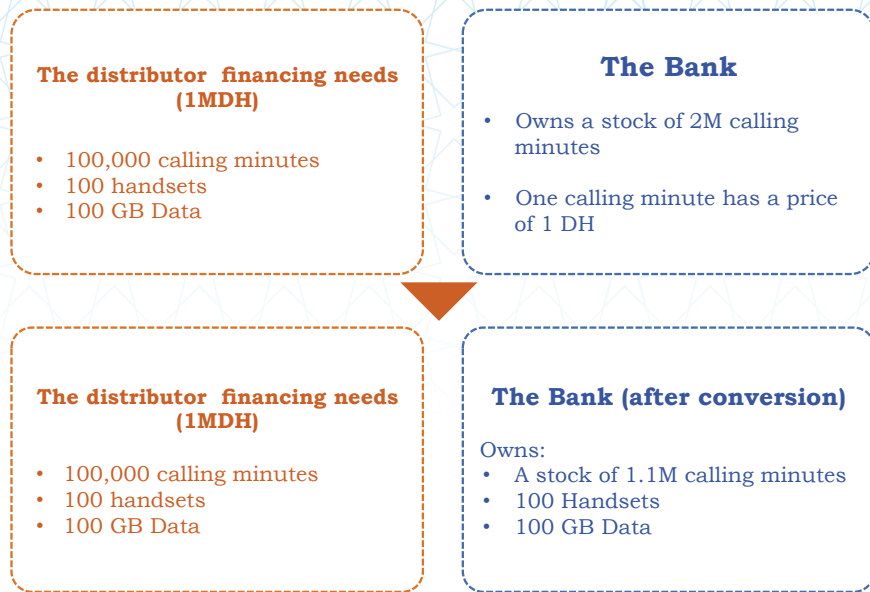 The distributor  financing needs
(1MDH)
• 100,000 calling minutes
• 100 handsets
• 100 GB Data
The Bank
• Owns a stock of 2M calling
minutes
• One calling minute has a price
of 1 DH
The distributor  financing needs
(1MDH)
• 100,000 calling minutes
• 100 handsets
• 100 GB Data
The Bank (after conversion)
Owns:
• A stock of 1.1M calling minutes
• 100 Handsets
• 100 GB Data